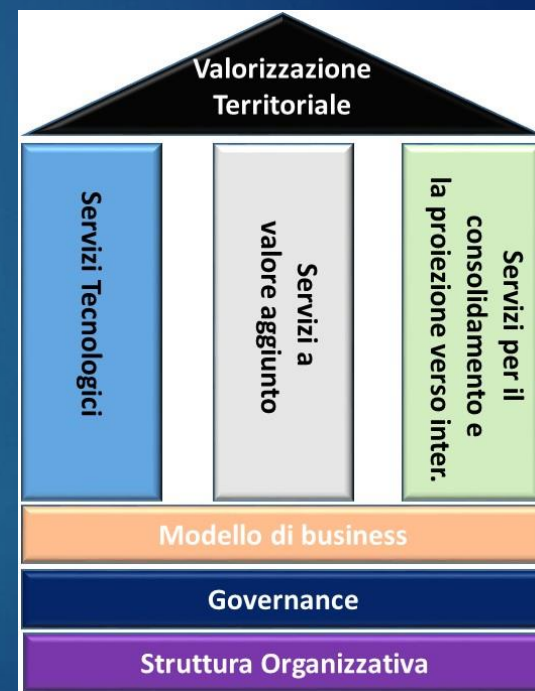 Valorizzazione
Territoriale
Servizi Tecnologici
Servizi a
valore aggiunto
Servizi per il
consolidamento e
la proiezione verso inter.
Modello di business
Governance
Struttura Organizzativa